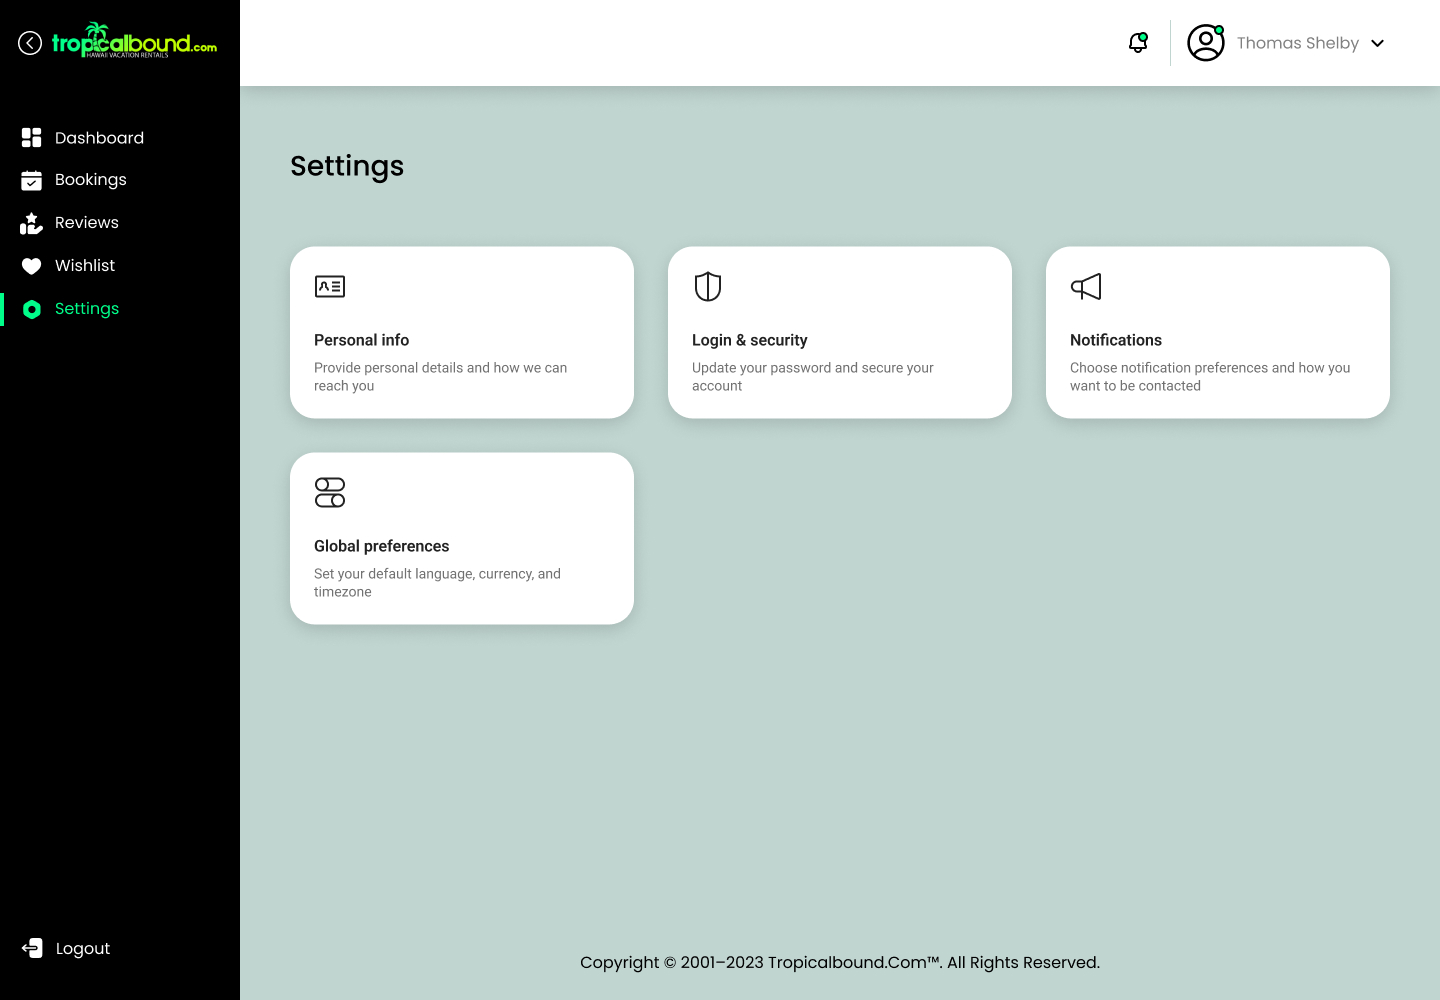 tropicalbound.com
HAWAII VACATION RENTAILS
Thomas Shelby
Dashboard
Bookings
Reviews
Wishlist
Settings
Logout
Settings
Personal info
Provide personal details and how we can
reach you
Login & security
Update your password and secure your
account
Notifications
Choose notification preferences and how you
want to be contacted
Global preferences
Set your default language, currency, and
timezone
Copyright © 2001–2023 Tropicalbound.Com™. All Rights Reserved.